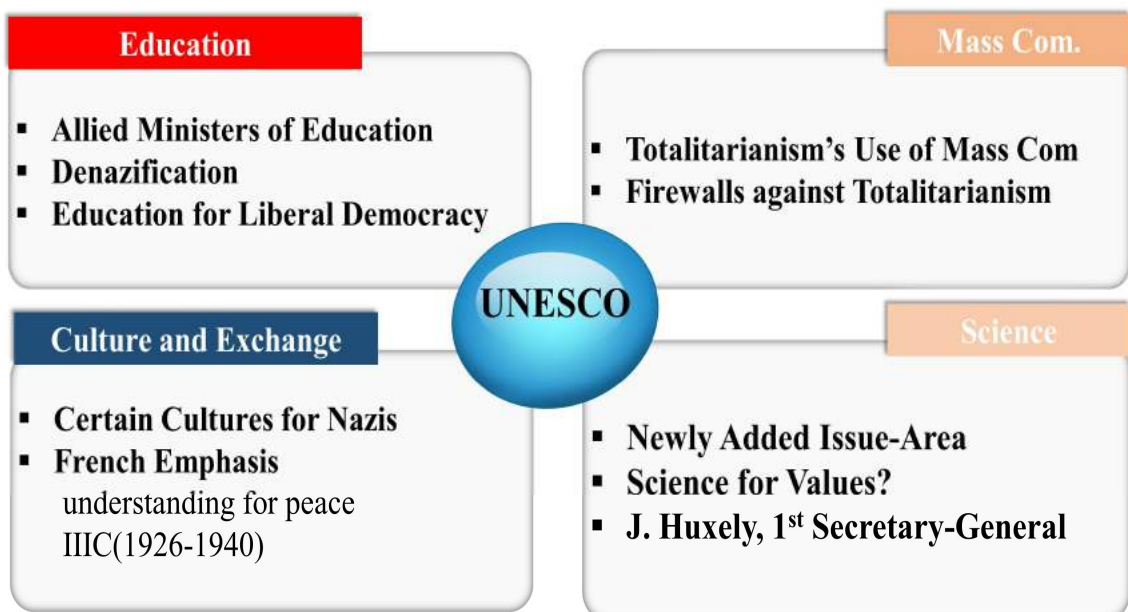 Education
▪ Allied Ministers of Education
▪ Denazification
▪ Education for Liberal Democracy
Mass Com.
▪ Totalitarianism’s Use of Mass Com
▪ Firewalls against Totalitarianism
UNESCO
Culture and Exchange
▪ Certain Cultures for Nazis
▪ French Emphasis
understanding for peace
IIIC(1926-1940)
Science
▪ Newly Added Issue-Area
▪ Science for Values?
▪ J. Huxely, 1st Secretary-General